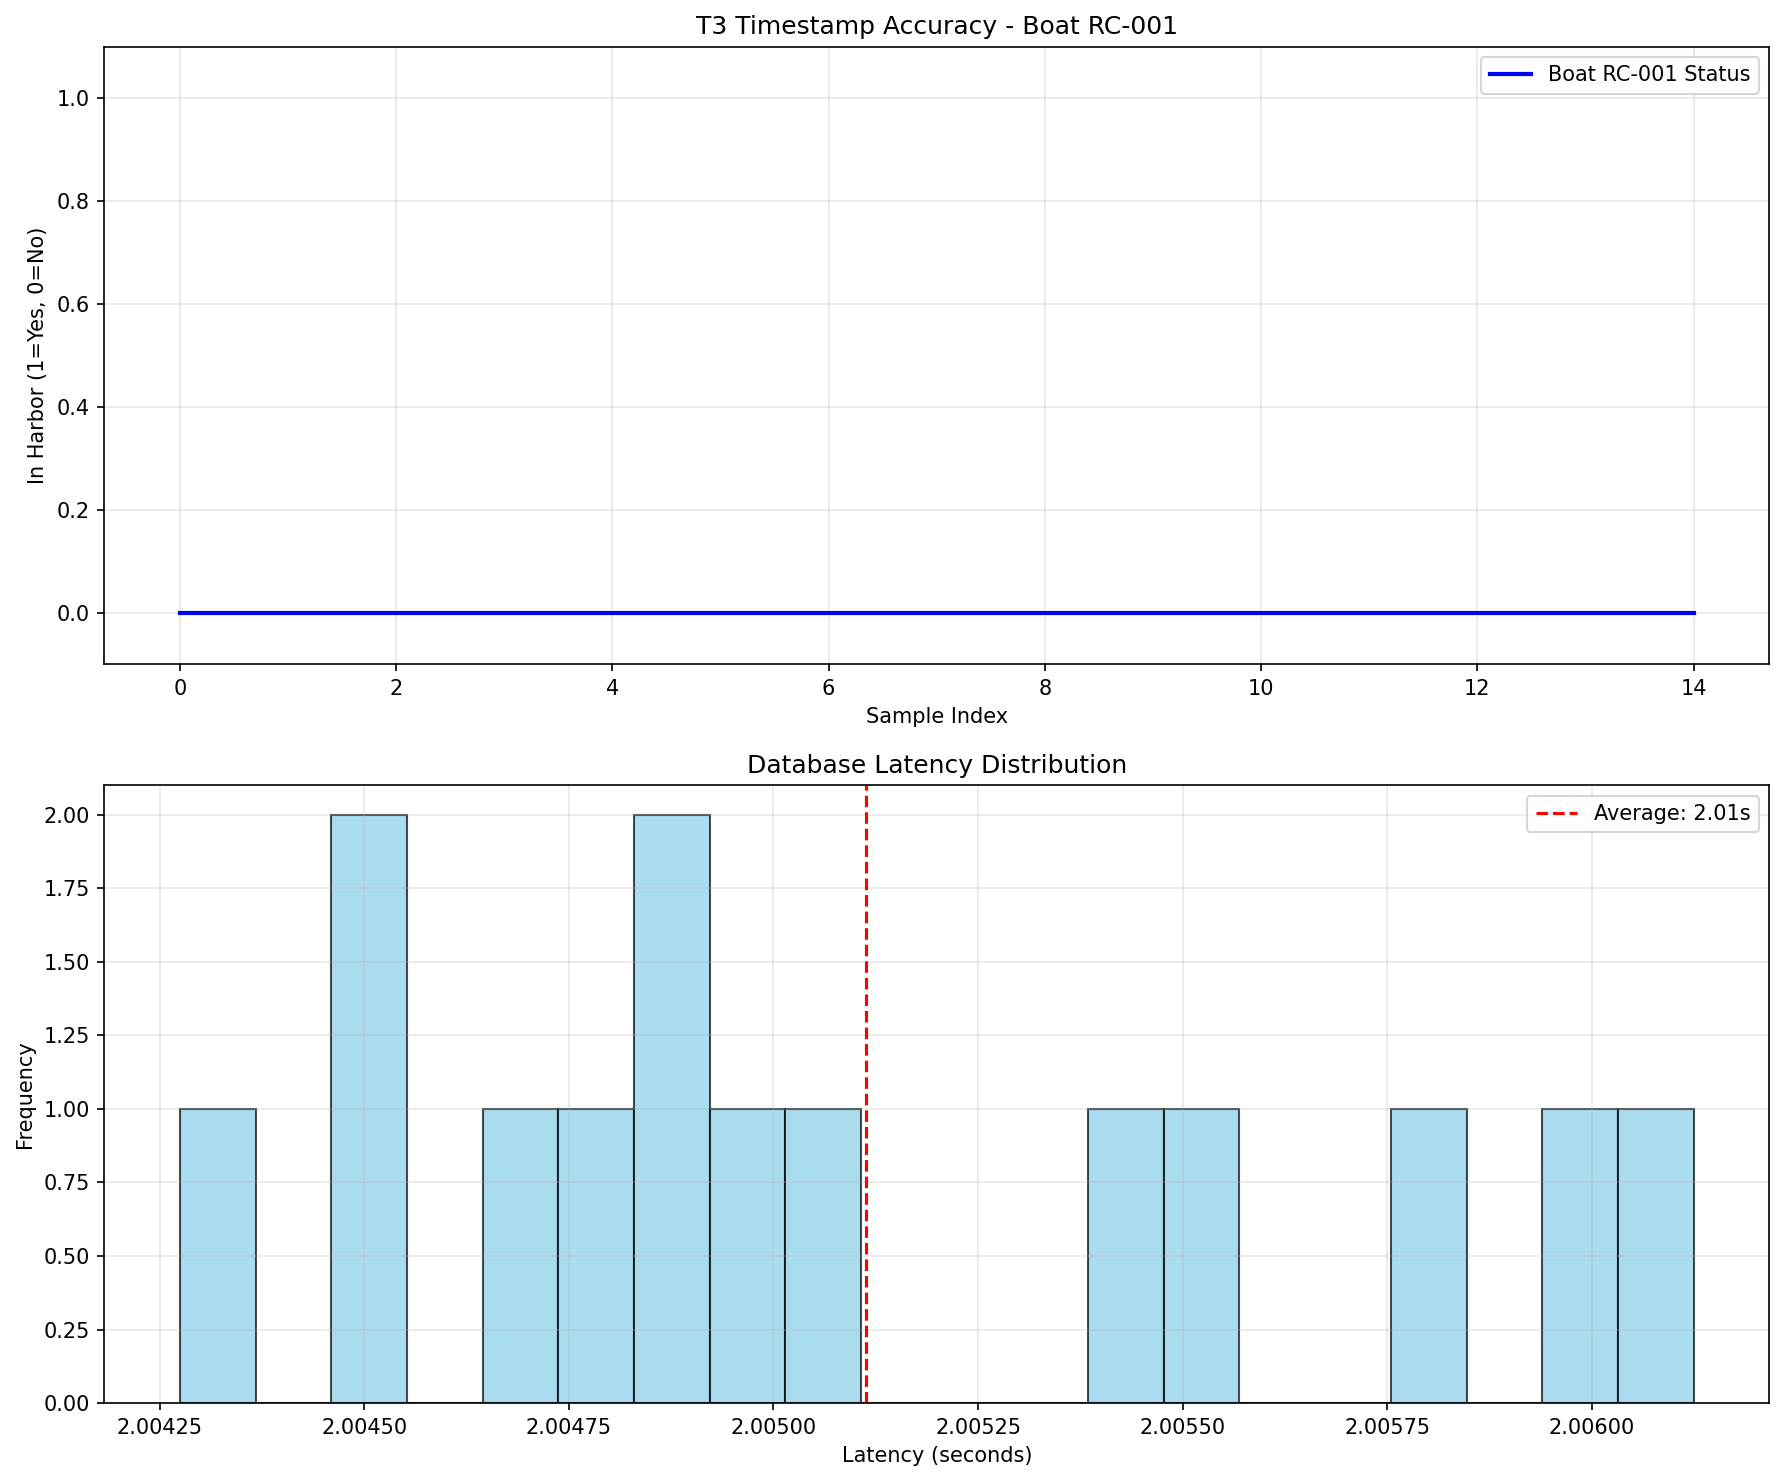 T3 Timestamp Accuracy - Boat RC-001
Boat RC-001 Status
In Harbor (1=Yes, 0=No)
1.0
0.8
0.6
0.4
0.2
0.0
0 2 4 6 8 10 12 14
Sample Index
Database Latency Distribution
Average: 2.01s
Frequency
2.00
1.75
1.50
1.25
1.00
0.75
0.50
0.25
0.00
2.00425 2.00450 2.00475 2.00500 2.00525 2.00550 2.00575 2.00600
Latency (seconds)